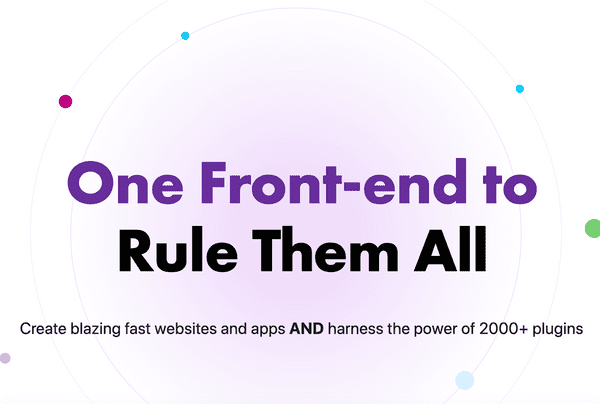 One Front-end to
Rule Them All
Create blazing fast websites and apps AND harness the power of 2000+ plugins